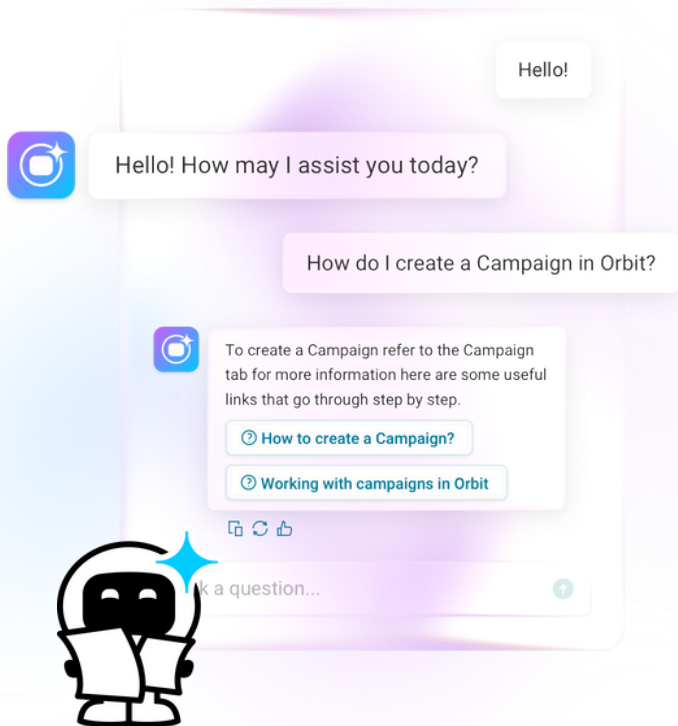 Hello!
Hello! How may I assist you today?
How do I create a Campaign in Orbit?
To create a Campaign refer to the Campaign
tab for more information here are some useful
links that go through step by step.
How to create a Campaign?
Working with campaigns in Orbit
k a question...